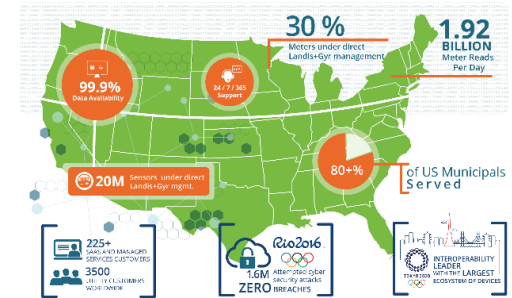 30 %
Meters under direct
Landis+Gyr management
1.92
BILLION
Meter Reads
Per Day
99.9%
Data Availability
24 / 7 / 365
Support
20M
Sensors under direct
Landis+Gyr mgmt.
80+%
of US Municipals
Served
225+
SAAS AND MANAGED
SERVICES CUSTOMERS
3500
UTILITY CUSTOMERS
WORLDWIDE
Rio2016
1.6M
Attempted cyber
security attacks
ZERO BREACHES
TOKYO 2020
INTEROPERABILITY
LEADER
WITH THE LARGEST
ECOSYSTEM OF DEVICES